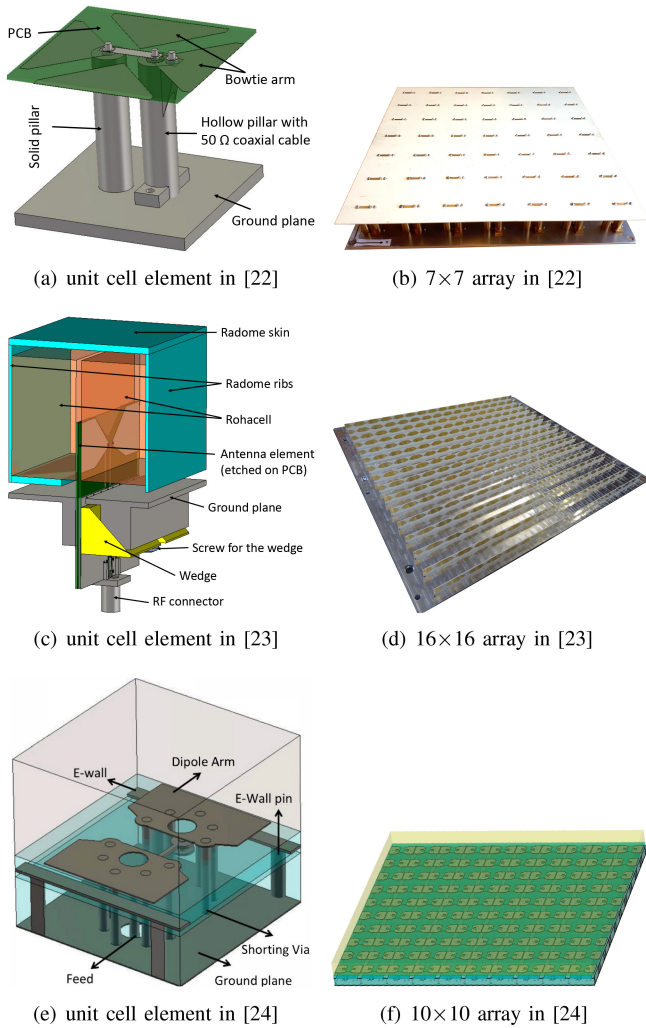 PCB
Bowtie arm
Solid pillar
Hollow pillar with
50 Ω coaxial cable
Ground plane
(a) unit cell element in [22]
(b) 7×7 array in [22]
Radome skin
Radome ribs
Rohacell
Antenna element
(etched on PCB)
Ground plane
Screw for the wedge
Wedge
RF connector
(c) unit cell element in [23]
(d) 16×16 array in [23]
E-wall
Dipole Arm
E-Wall pin
Shorting Via
Feed
Ground plane
(e) unit cell element in [24]
(f) 10×10 array in [24]